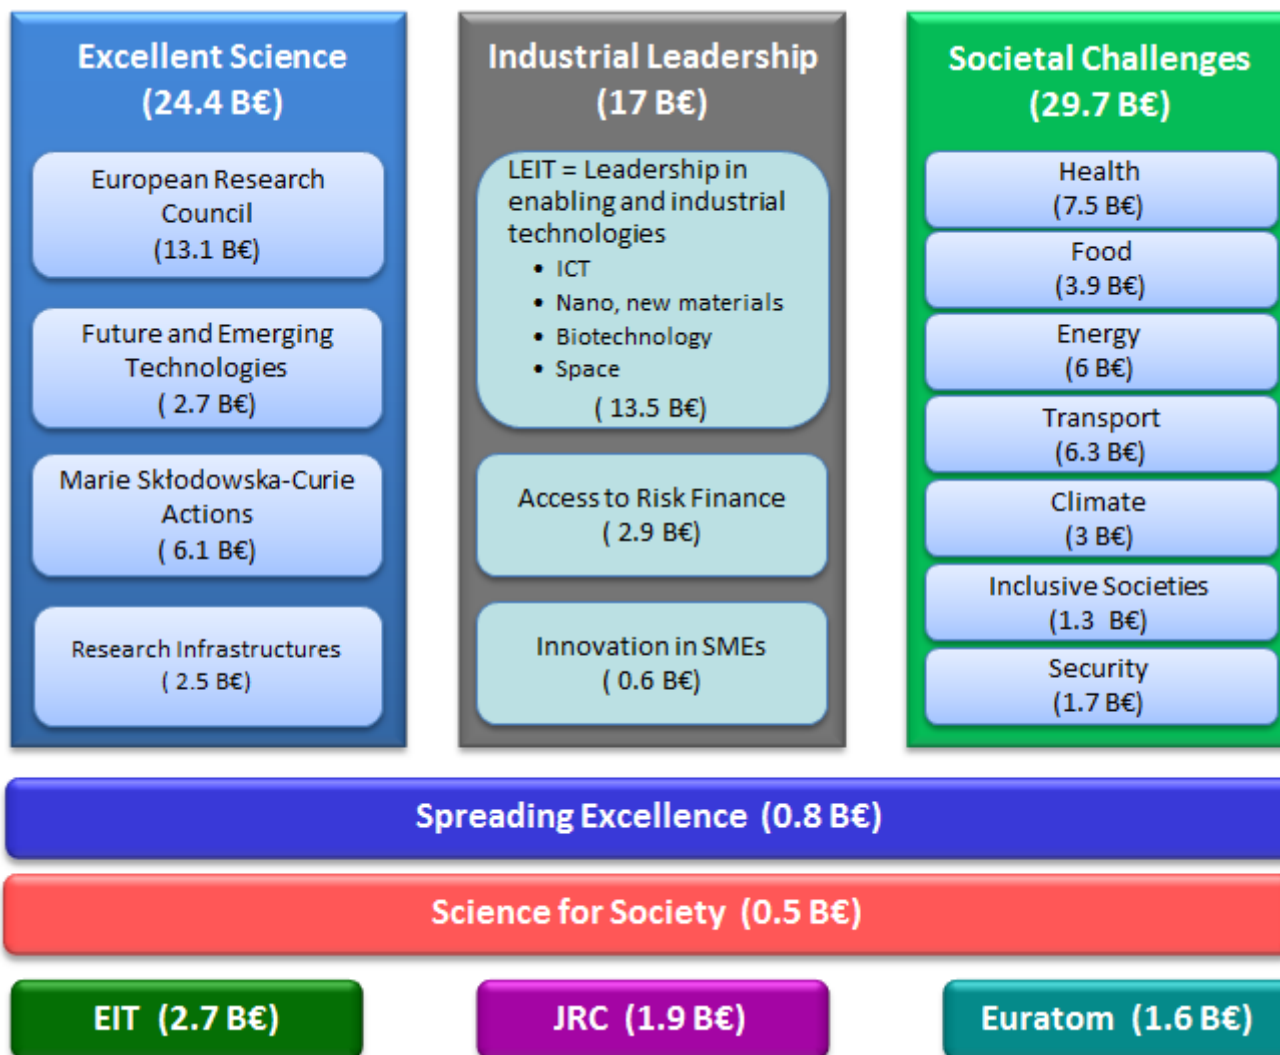 Excellent Science
(24.4 B€)
European Research
Council
(13.1 B€)
Future and Emerging
Technologies
( 2.7 B€)
Marie Skłodowska-Curie
Actions
( 6.1 B€)
Research Infrastructures
( 2.5 B€)
Industrial Leadership
(17 B€)
LEIT = Leadership in
enabling and industrial
technologies
• ICT
• Nano, new materials
• Biotechnology
• Space
( 13.5 B€)
Access to Risk Finance
( 2.9 B€)
Innovation in SMEs
( 0.6 B€)
Societal Challenges
(29.7 B€)
Health
(7.5 B€)
Food
(3.9 B€)
Energy
(6 B€)
Transport
(6.3 B€)
Climate
(3 B€)
Inclusive Societies
(1.3 B€)
Security
(1.7 B€)
Spreading Excellence (0.8 B€)
Science for Society (0.5 B€)
EIT (2.7 B€)
JRC (1.9 B€)
Euratom (1.6 B€)